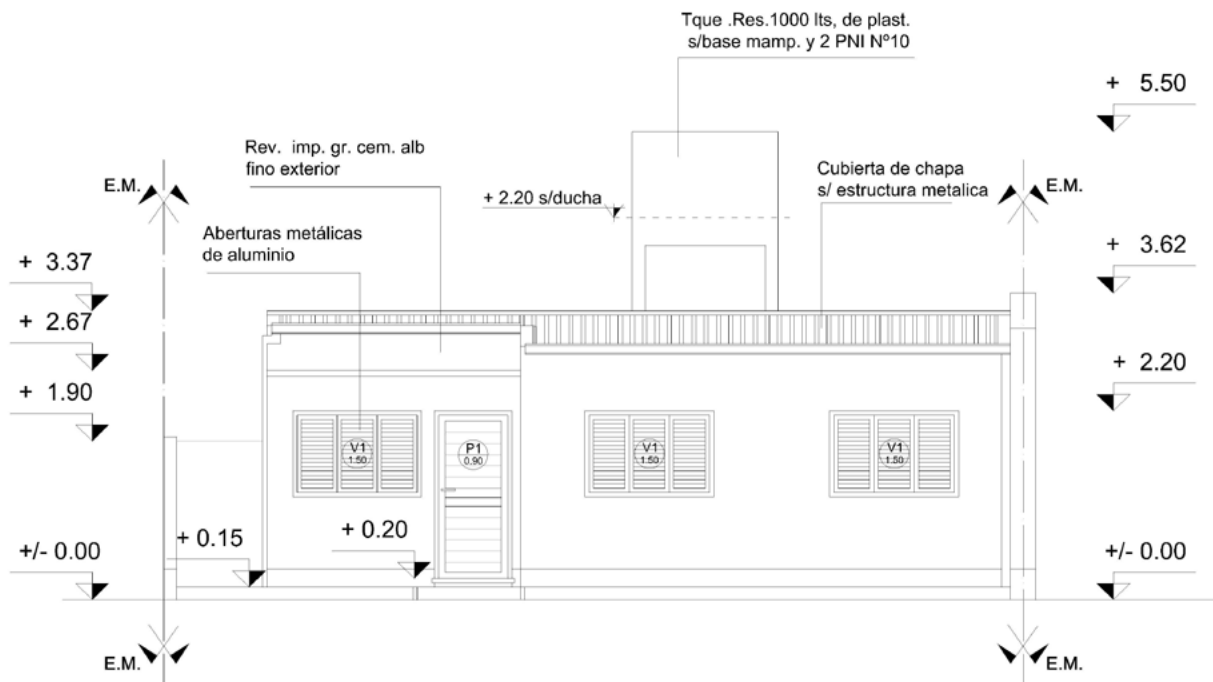 Tque .Res.1000 lts, de plast.
s/base mamp. y 2 PNI Nº10
+ 5.50
Rev. imp. gr. cem. alb
fino exterior
Cubierta de chapa
s/ estructura metalica
E.M.
E.M.
+ 2.20 s/ducha
Aberturas metálicas
de aluminio
+ 3.37
+ 3.62
+ 2.67
+ 2.20
+ 1.90
V1
1.50
P1
0.90
V1
1.50
V1
1.50
+ 0.15
+ 0.20
+/- 0.00
+/- 0.00
E.M.
E.M.